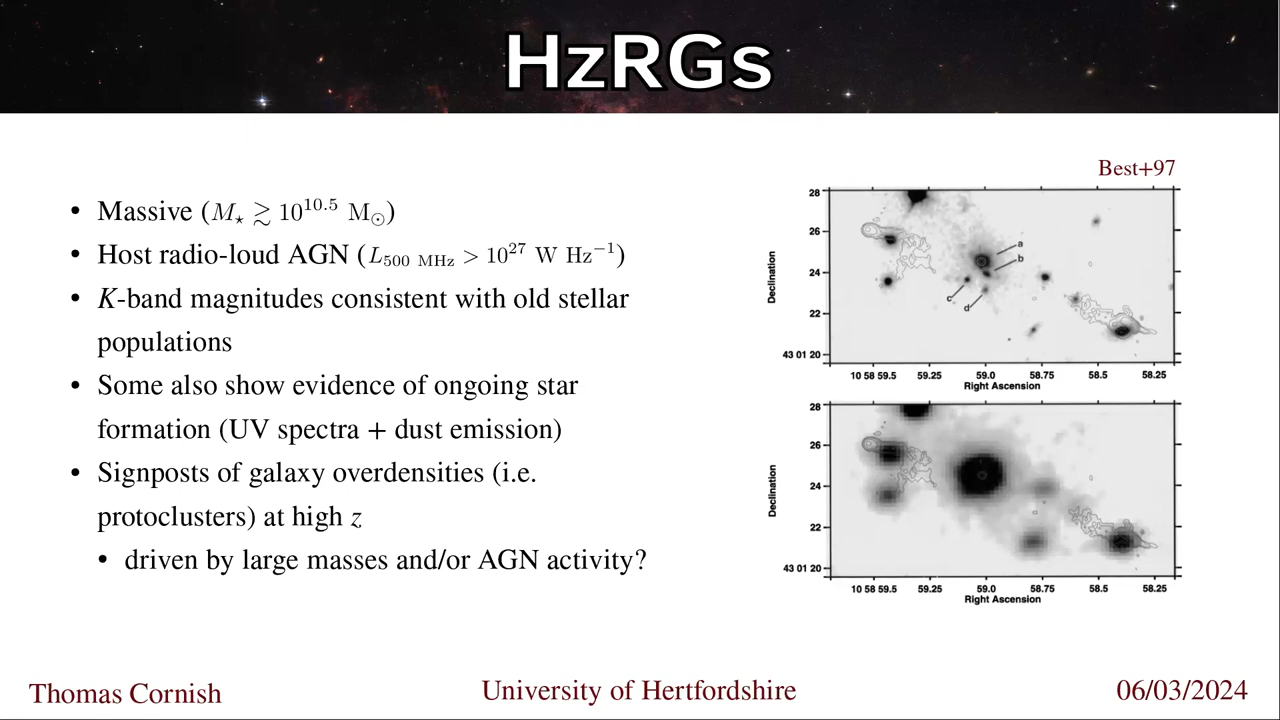 HzRGs
• Massive (M⋆ ≳ 10^10.5 M⊙)
• Host radio-loud AGN (L500 MHz > 10^27 W Hz^−1)
• K-band magnitudes consistent with old stellar
populations
• Some also show evidence of ongoing star
formation (UV spectra + dust emission)
• Signposts of galaxy overdensities (i.e.
protoclusters) at high z
• driven by large masses and/or AGN activity?
Best+97
28
26
24
22
43 01 20
Declination
a
b
c
d
10 58 59.5 59.25 59.0 58.75 58.5 58.25
Right Ascension
28
26
24
22
43 01 20
Declination
10 58 59.5 59.25 59.0 58.75 58.5 58.25
Right Ascension
Thomas Cornish
University of Hertfordshire
06/03/2024